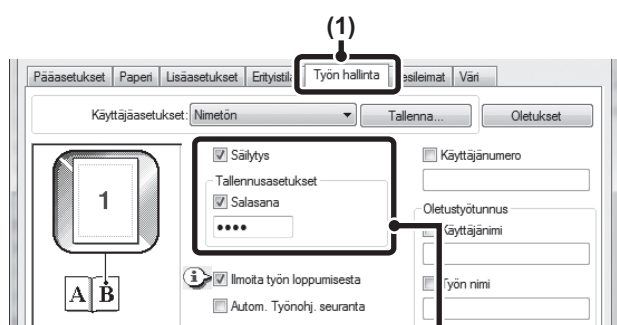 (1)
Pääasetukset Paperi Lisäasetukset Työn hallinta Väri
Käyttäjäasetukset: Nimetön Tallenna... Oletukset
Säilytys Käyttäjänumero
Tallennusasetukset
1 Salasana
•••• Oletustyötunnus
Käyttäjänimi
i Ilmoita työn loppumisesta Työn nimi
A B
Autom. Työnohj. seuranta